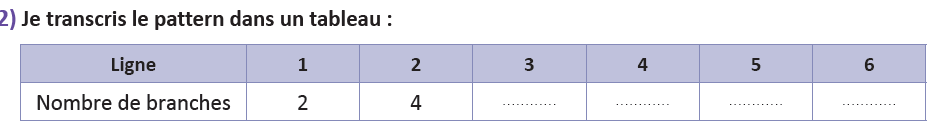 2) Je transcris le pattern dans un tableau :
Ligne 1 2 3 4 5 6
Nombre de branches 2 4 ............ ............ ............ ............